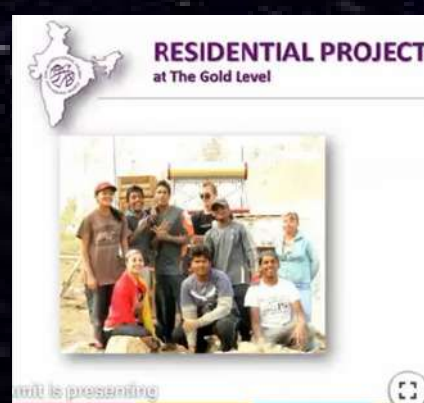 RESIDENTIAL PROJECT
at The Gold Level
is presenting